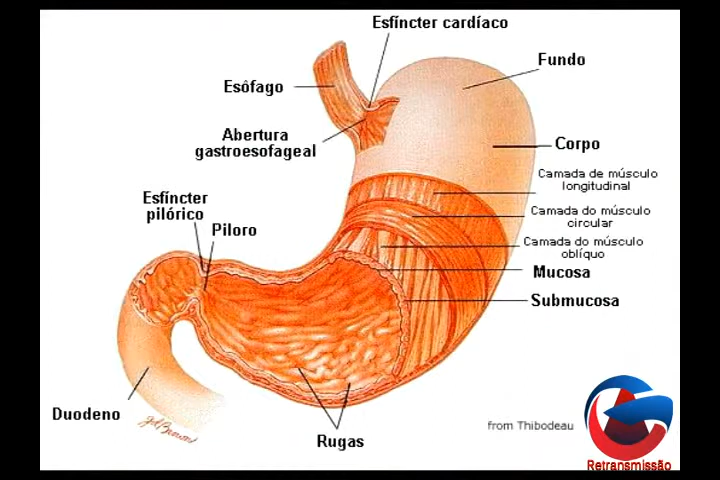 Esfíncter cardíaco
Fundo
Esôfago
Abertura
gastroesofageal
Corpo
Camada de músculo
longitudinal
Esfíncter
pilórico
Camada do músculo
circular
Piloro
Camada do músculo
oblíquo
Mucosa
Submucosa
Duodeno
Rugas
from Thibodeau
Retransmissão